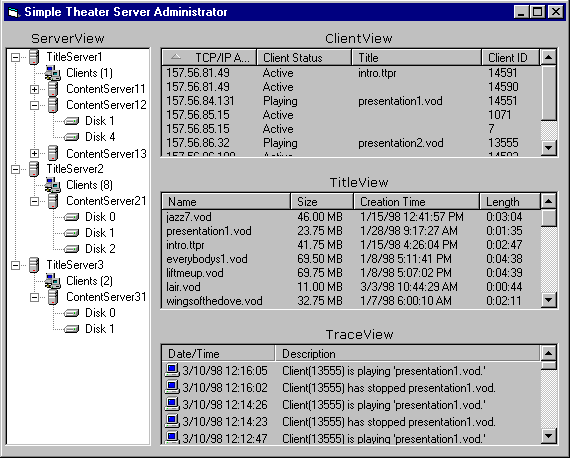 Simple Theater Server Administrator
ServerView
TitleServer1
Clients (1)
ContentServer11
ContentServer12
Disk 1
Disk 4
ContentServer13
TitleServer2
Clients (8)
ContentServer21
Disk 0
Disk 1
Disk 2
TitleServer3
Clients (2)
ContentServer31
Disk 0
Disk 1
ClientView
TCP/IP A... Client Status Title Client ID
157.56.81.49 Active intro.ttpr 14591
157.56.81.49 Active 14590
157.56.84.131 Playing presentation1.vod 14551
157.56.85.15 Active 1071
157.56.85.15 Active 7
157.56.86.32 Playing presentation2.vod 13555
Active
TitleView
Name Size Creation Time Length
jazz7.vod 46.00 MB 1/15/98 12:41:57 PM 0:03:04
presentation1.vod 23.75 MB 1/28/98 9:17:27 AM 0:01:35
intro.ttpr 41.75 MB 1/15/98 4:26:04 PM 0:02:47
everybodys1.vod 69.50 MB 1/8/98 5:11:41 PM 0:04:38
liftmeup.vod 69.75 MB 1/8/98 5:07:02 PM 0:04:39
lair.vod 11.00 MB 3/3/98 10:44:29 AM 0:00:44
wingsofthedove.vod 32.75 MB 1/7/98 6:00:10 AM 0:02:11
TraceView
Date/Time Description
3/10/98 12:16:05 Client(13555) is playing 'presentation1.vod.'
3/10/98 12:16:02 Client(13555) has stopped presentation1.vod.
3/10/98 12:14:26 Client(13555) is playing 'presentation1.vod.'
3/10/98 12:14:23 Client(13555) has stopped presentation1.vod.
3/10/98 12:12:47 Client(13555) is playing 'presentation1.vod.'